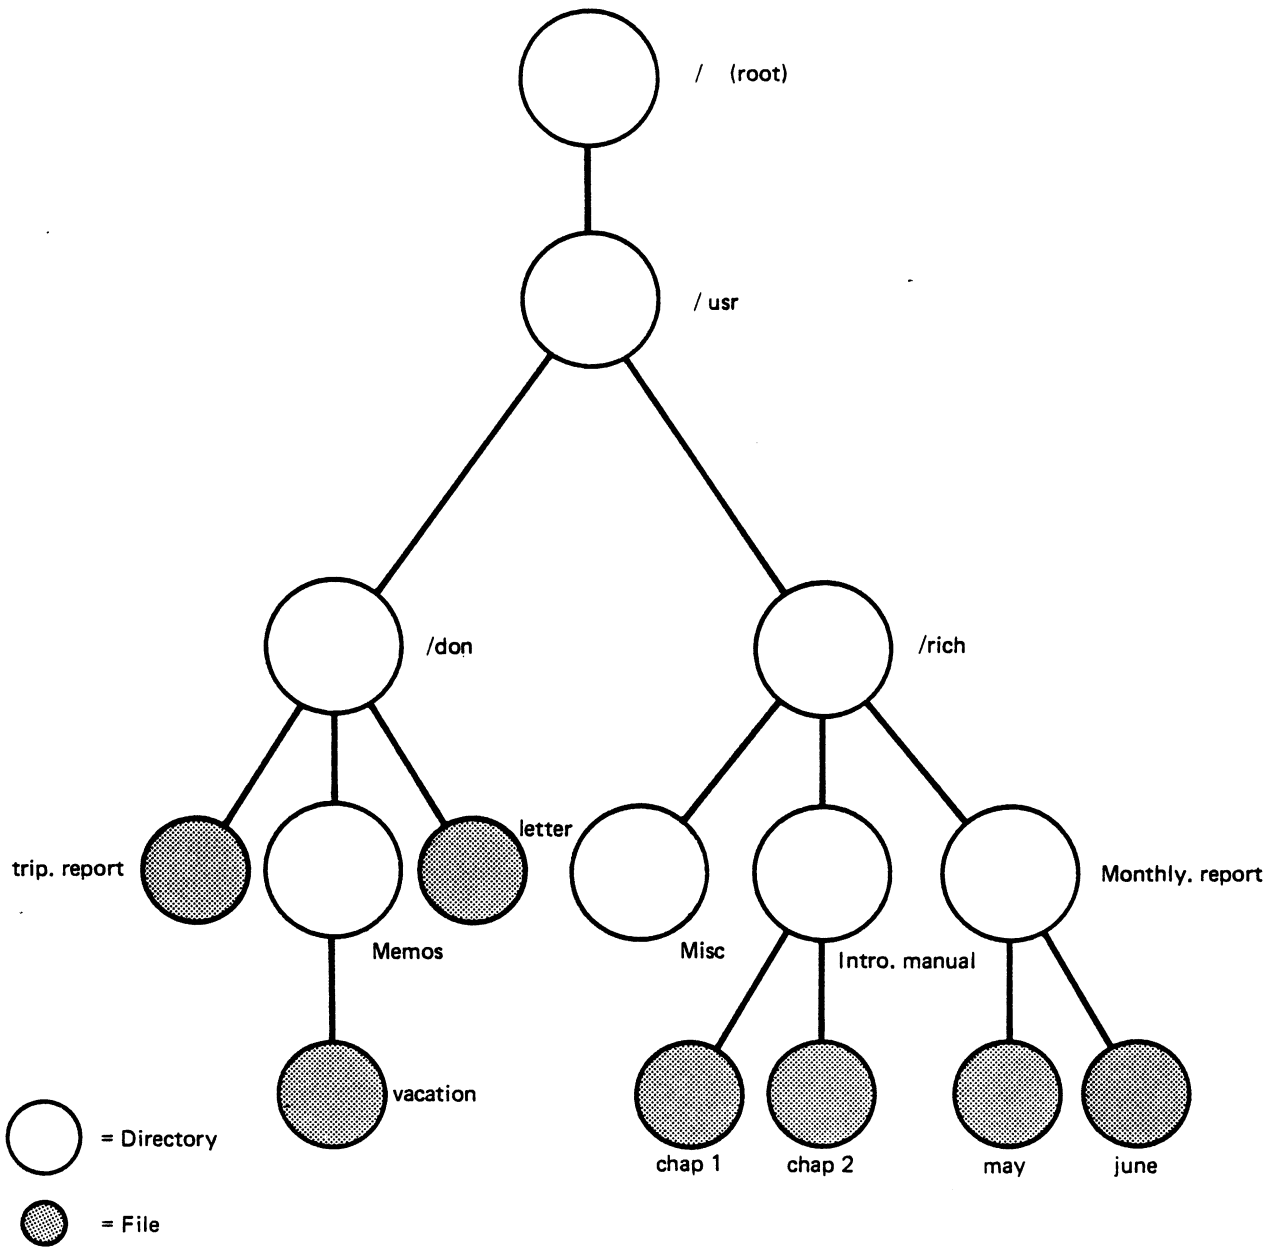 / (root)
/ usr
/don
/rich
letter
trip. report
Monthly. report
Memos
Misc
Intro. manual
vacation
= Directory
chap 1
chap 2
may
june
= File